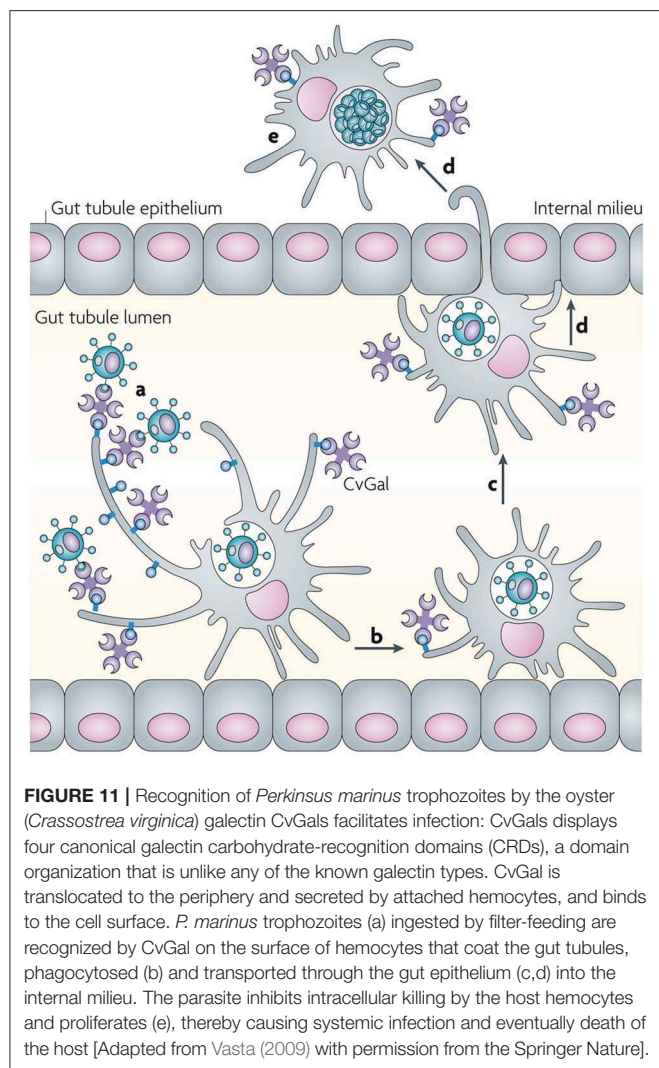 e
d
Gut tubule epithelium
Internal milieu
Gut tubule lumen
d
a
CvGal
c
b
FIGURE 11 | Recognition of Perkinsus marinus trophozoites by the oyster
(Crassostrea virginica) galectin CvGals facilitates infection: CvGals displays
four canonical galectin carbohydrate-recognition domains (CRDs), a domain
organization that is unlike any of the known galectin types. CvGal is
translocated to the periphery and secreted by attached hemocytes, and binds
to the cell surface. P. marinus trophozoites (a) ingested by filter-feeding are
recognized by CvGal on the surface of hemocytes that coat the gut tubules,
phagocytosed (b) and transported through the gut epithelium (c,d) into the
internal milieu. The parasite inhibits intracellular killing by the host hemocytes
and proliferates (e), thereby causing systemic infection and eventually death of
the host [Adapted from Vasta (2009) with permission from the Springer Nature].